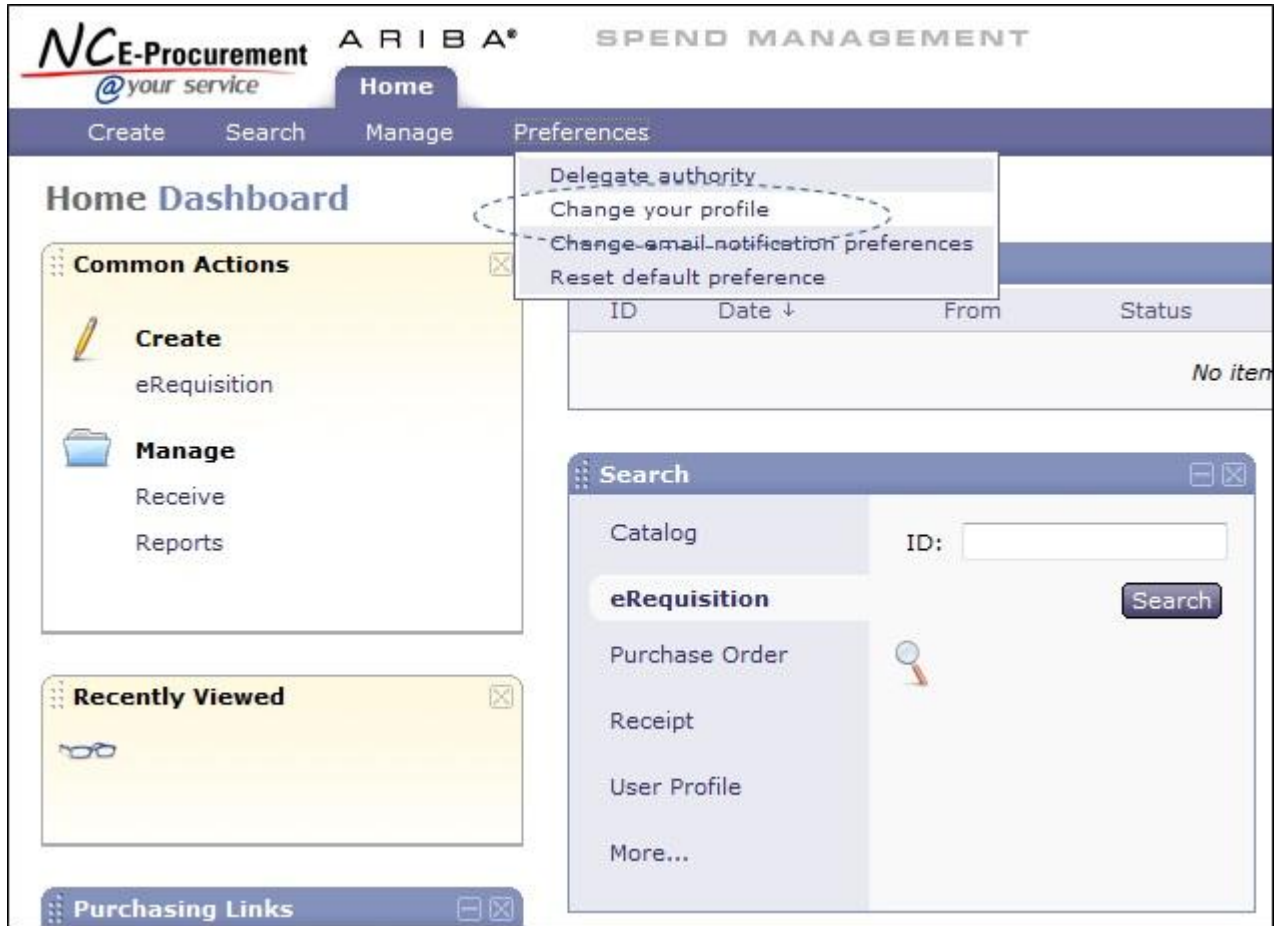 NCE-Procurement
@your service
ARIBA®
SPEND MANAGEMENT
Home
Create Search Manage Preferences
Delegate authority
Change your profile
Change email notification preferences
Reset default preference
Home Dashboard
Common Actions
Create
eRequisition
Manage
Receive
Reports
Recently Viewed
Purchasing Links
ID Date ↓ From Status
No item
Search
Catalog
eRequisition
Purchase Order
Receipt
User Profile
More...
ID:
Search